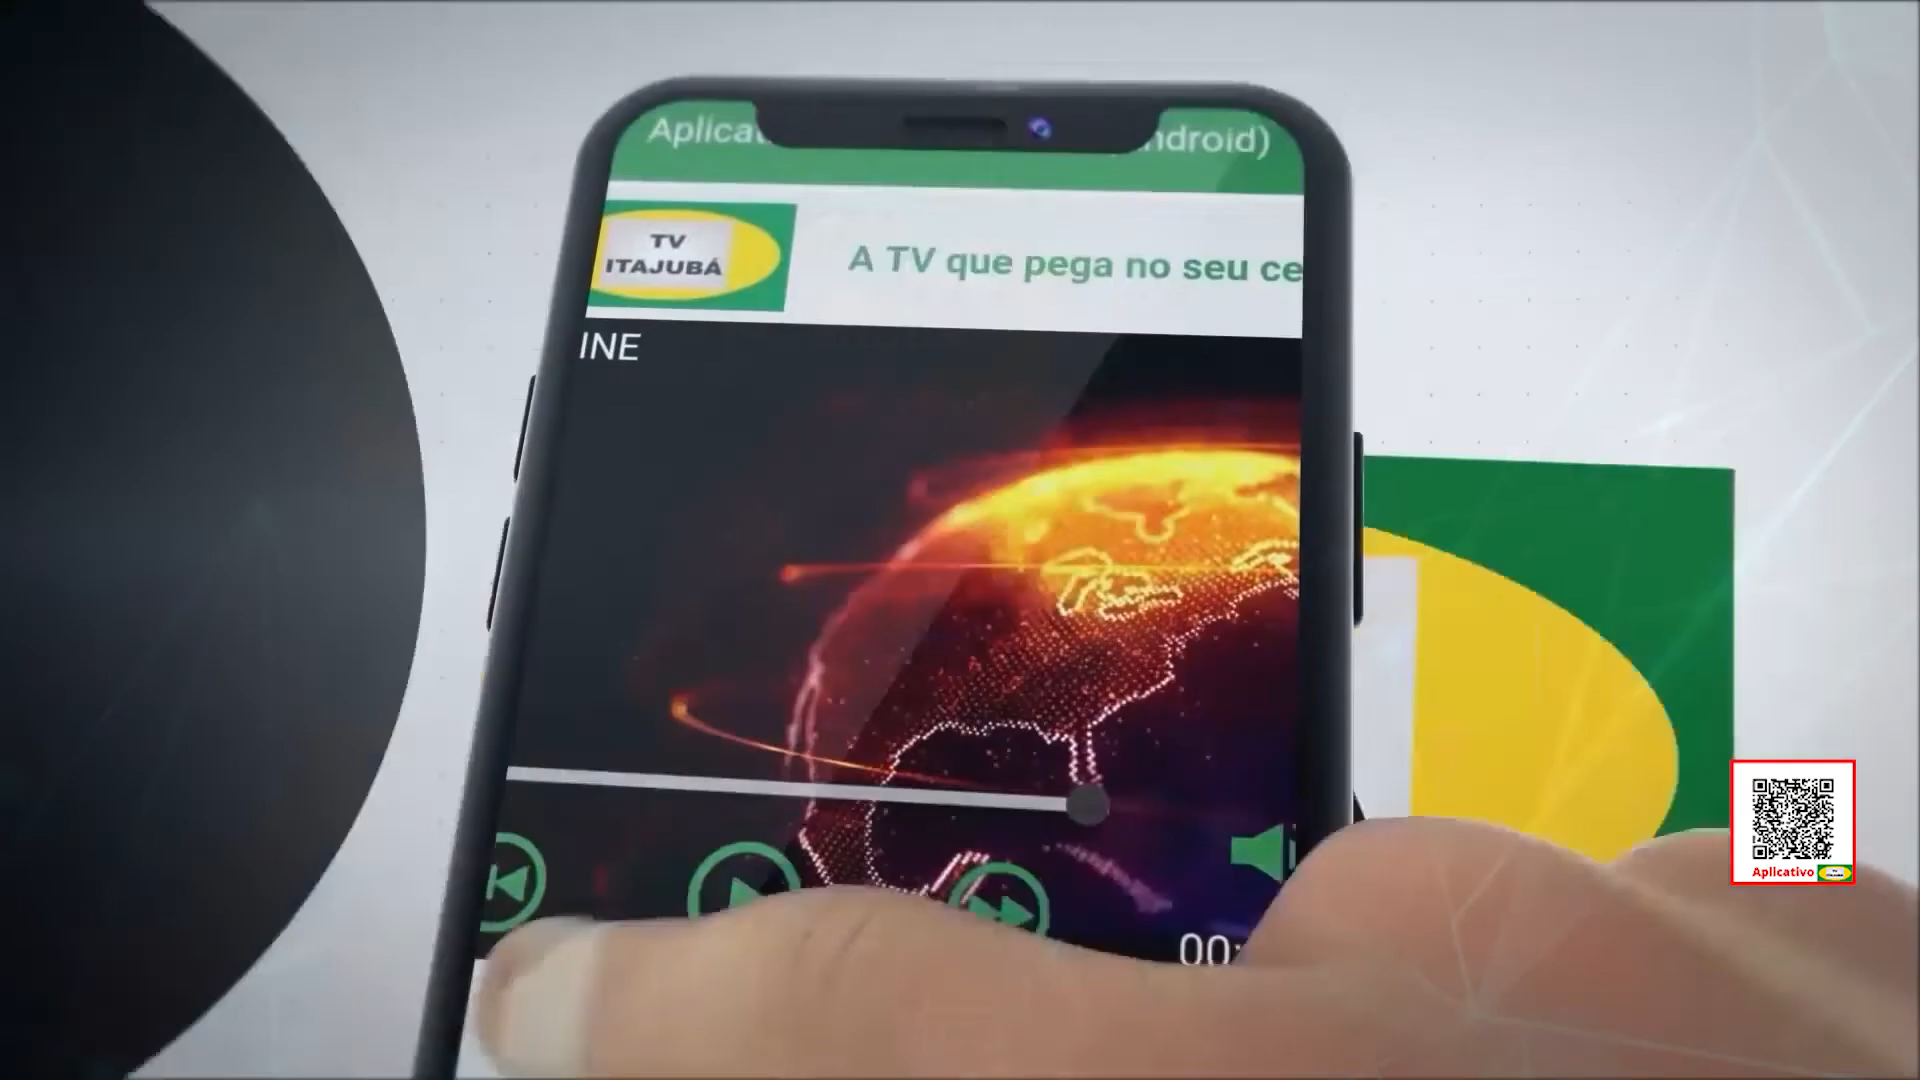 Aplicat ndroid)
TV
ITAJUBÁ
A TV que pega no seu ce
INE
00:
Aplicativo